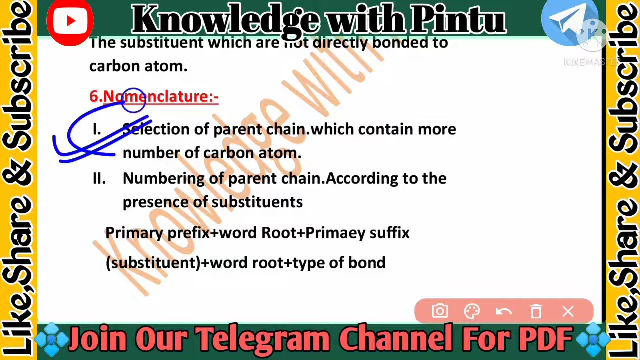 Knowledge with Pintu
The substituent which are not directly bonded to
carbon atom.
6.Nomenclature:-
I. Selection of parent chain.which contain more
number of carbon atom.
II. Numbering of parent chain.According to the
presence of substituents
Primary prefix+word Root+Primaey suffix
(substituent)+word root+type of bond
Knowledge with
KINEMASTER
Like,Share & Subscribe
Like,Share & Subscribe
Join Our Telegram Channel For PDF